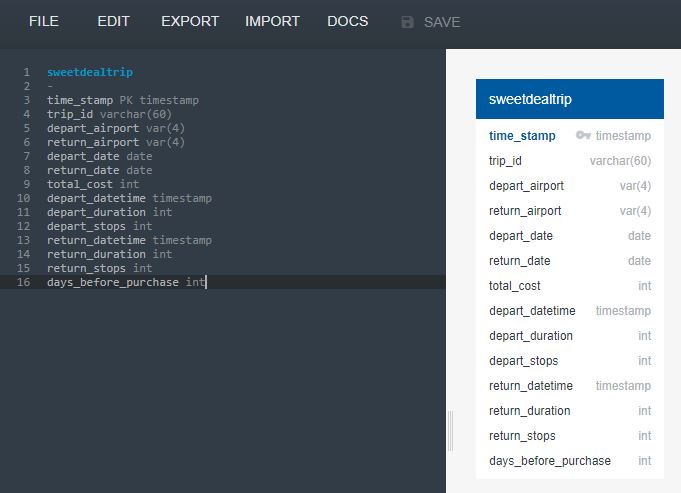 FILE EDIT EXPORT IMPORT DOCS SAVE
1 sweetdealtrip
2 -
3 time_stamp PK timestamp
4 trip_id varchar(60)
5 depart_airport var(4)
6 return_airport var(4)
7 depart_date date
8 return_date date
9 total_cost int
10 depart_datetime timestamp
11 depart_duration int
12 depart_stops int
13 return_datetime timestamp
14 return_duration int
15 return_stops int
16 days_before_purchase int
sweetdealtrip
time_stamp timestamp
trip_id varchar(60)
depart_airport var(4)
return_airport var(4)
depart_date date
return_date date
total_cost int
depart_datetime timestamp
depart_duration int
depart_stops int
return_datetime timestamp
return_duration int
return_stops int
days_before_purchase int